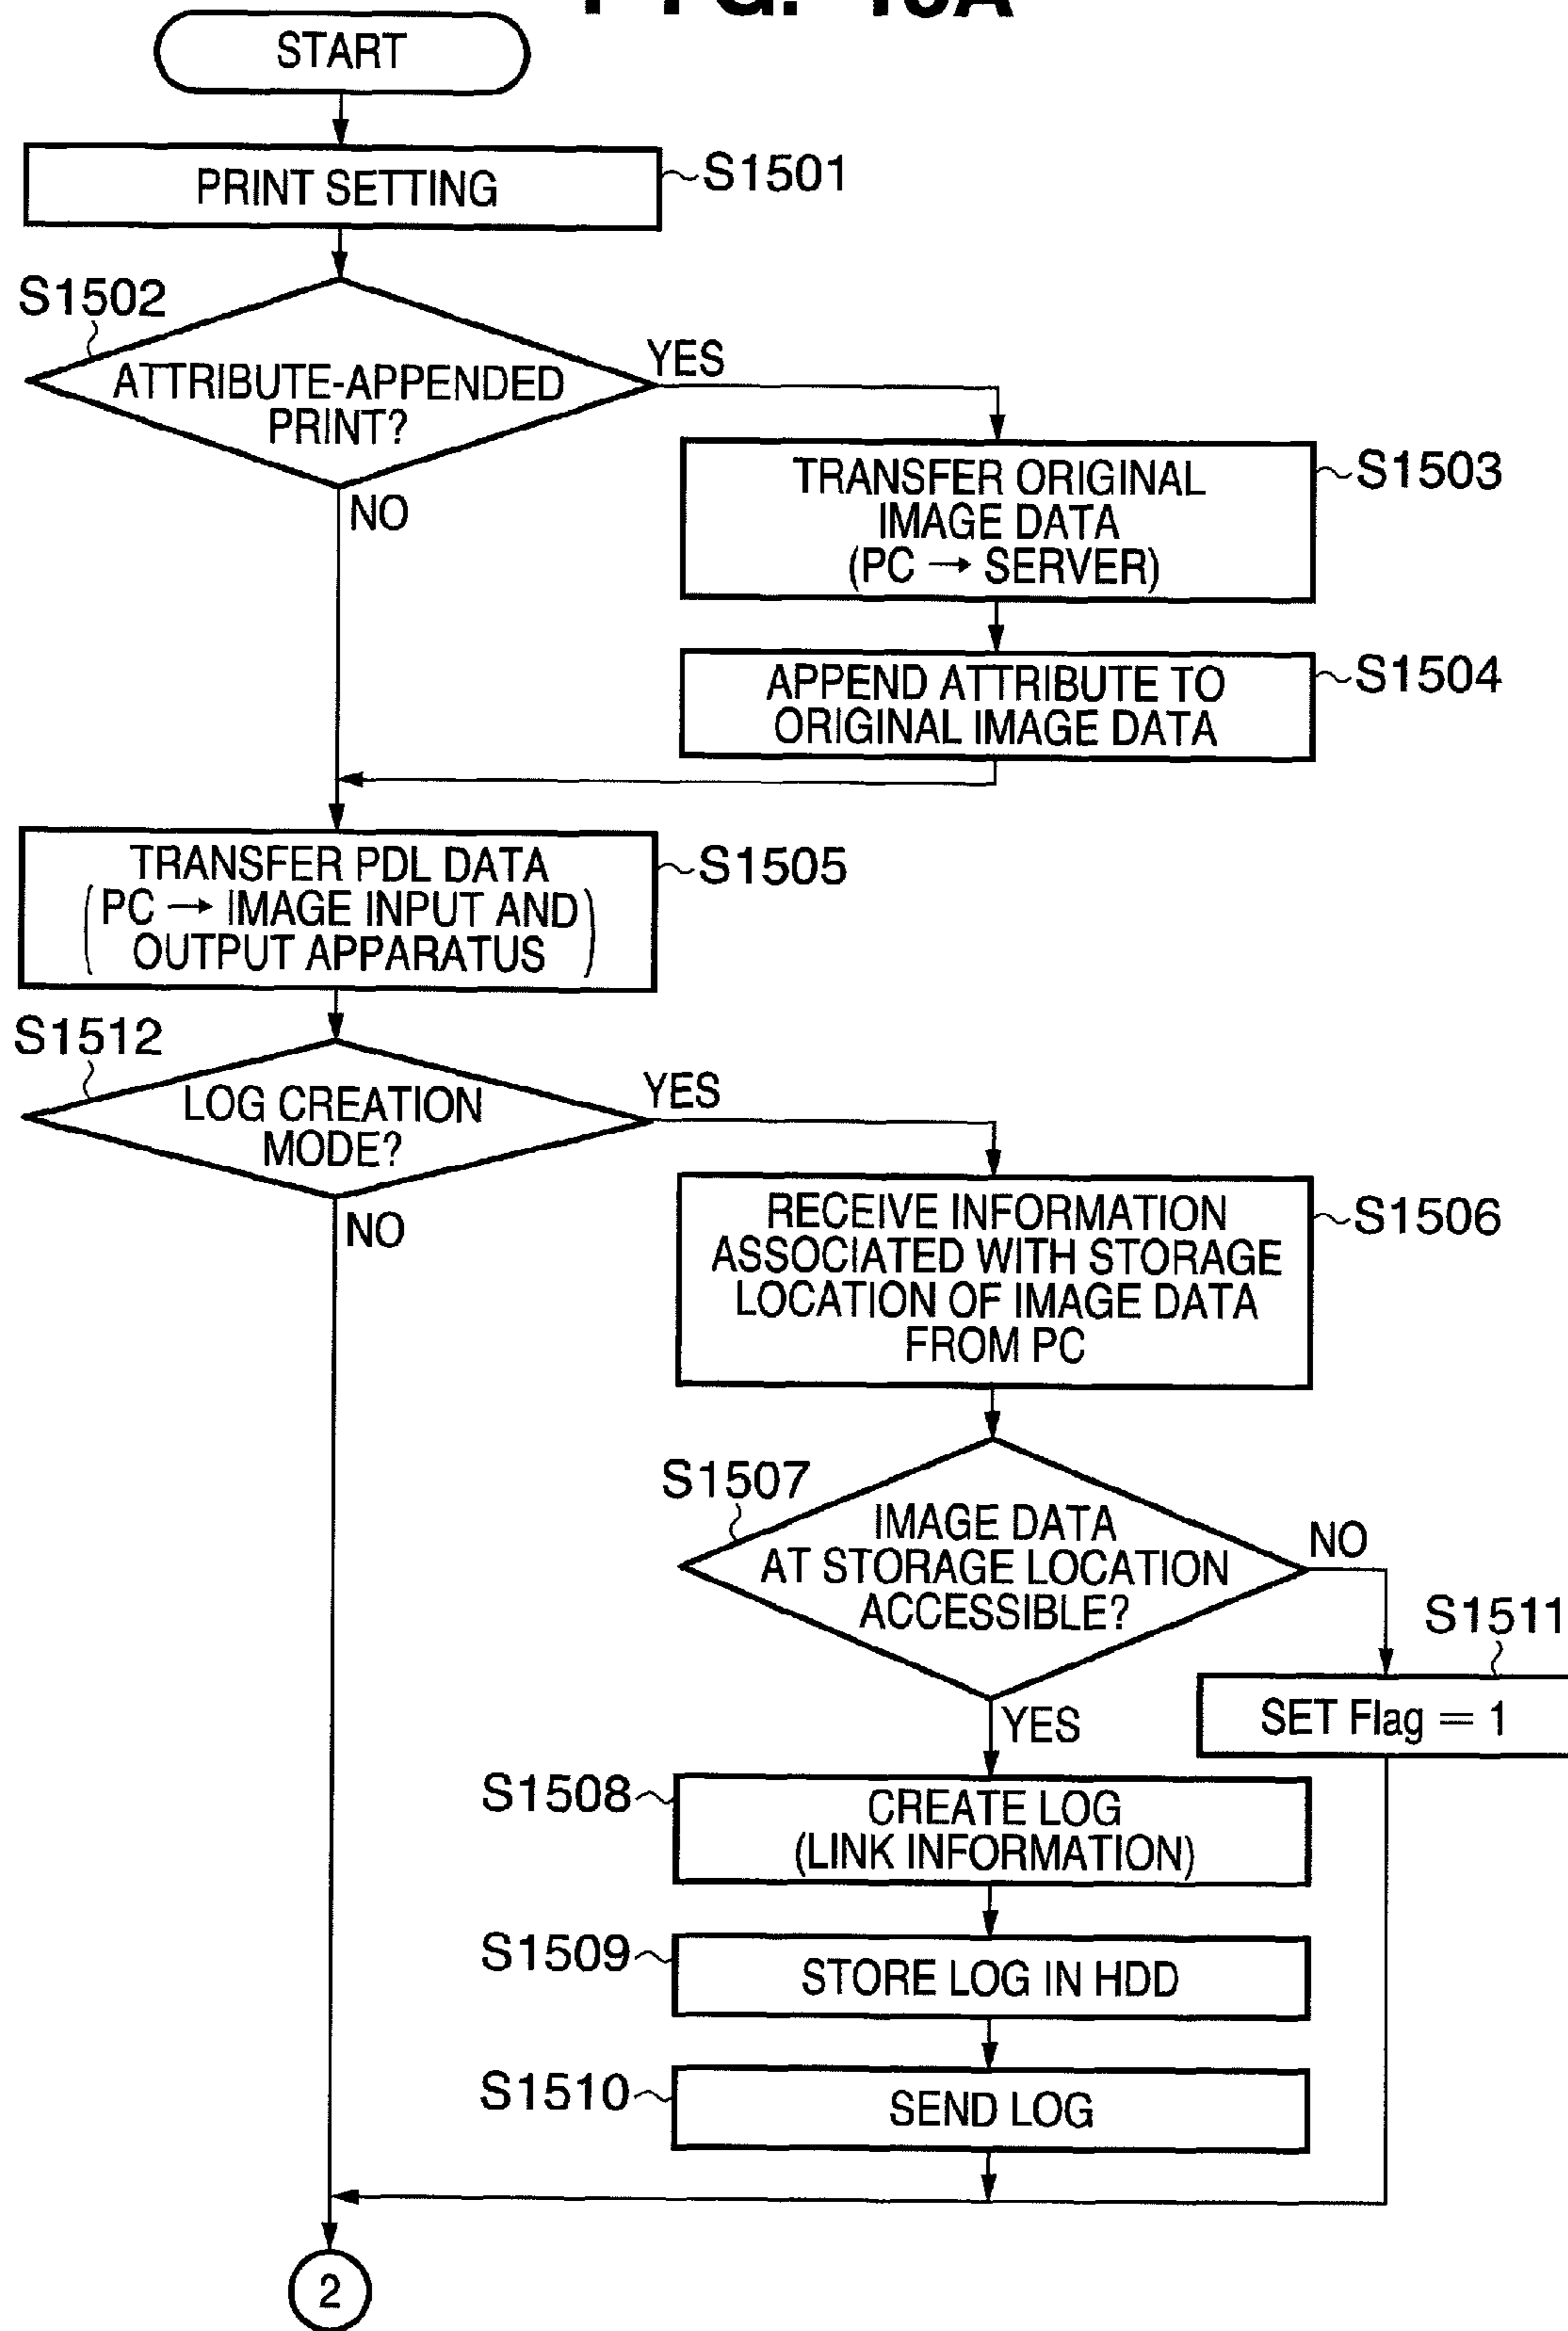 START
PRINT SETTING
S1501
S1502
ATTRIBUTE-APPENDED
PRINT?
YES
NO
TRANSFER ORIGINAL
IMAGE DATA
(PC → SERVER)
S1503
APPEND ATTRIBUTE TO
ORIGINAL IMAGE DATA
S1504
TRANSFER PDL DATA
(PC → IMAGE INPUT AND
OUTPUT APPARATUS)
S1505
S1512
LOG CREATION
MODE?
YES
NO
RECEIVE INFORMATION
ASSOCIATED WITH STORAGE
LOCATION OF IMAGE DATA
FROM PC
S1506
S1507
IMAGE DATA
AT STORAGE LOCATION
ACCESSIBLE?
NO
YES
S1511
SET Flag = 1
S1508
CREATE LOG
(LINK INFORMATION)
S1509
STORE LOG IN HDD
S1510
SEND LOG
2